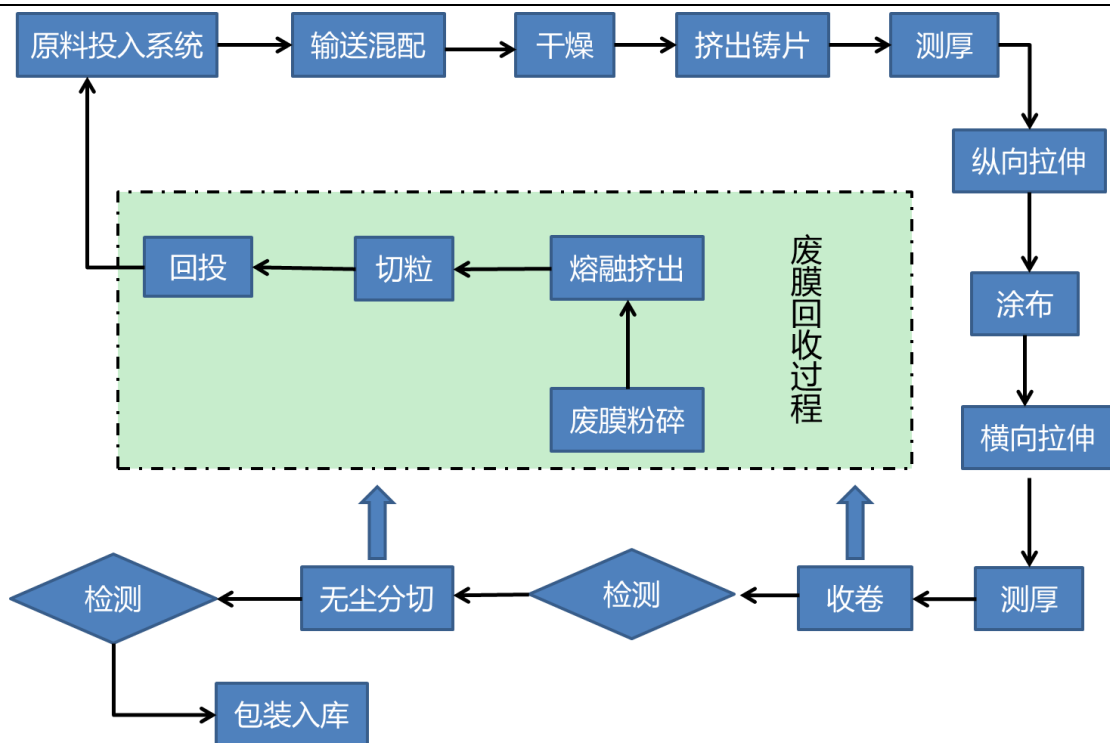 原料投入系统
输送混配
干燥
挤出铸片
测厚
纵向拉伸
涂布
横向拉伸
测厚
收卷
检测
无尘分切
检测
包装入库
废膜回收过程
废膜粉碎
熔融挤出
切粒
回投